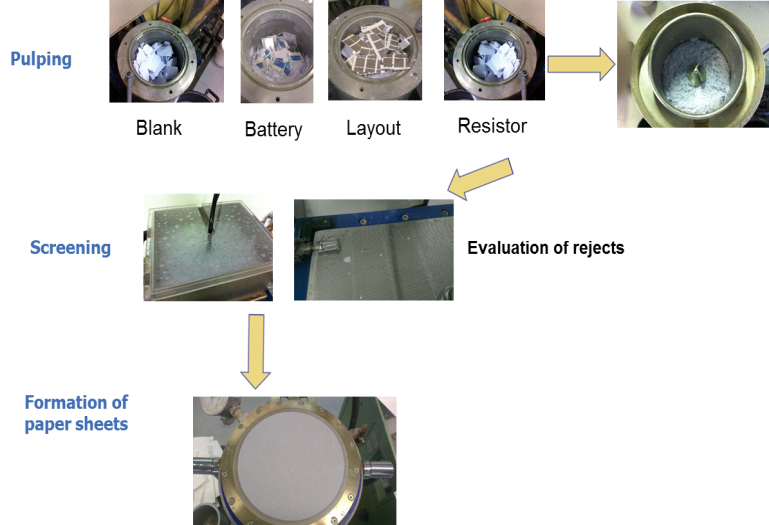 Pulping
Blank
Battery
Layout
Resistor
Screening
Evaluation of rejects
Formation of
paper sheets